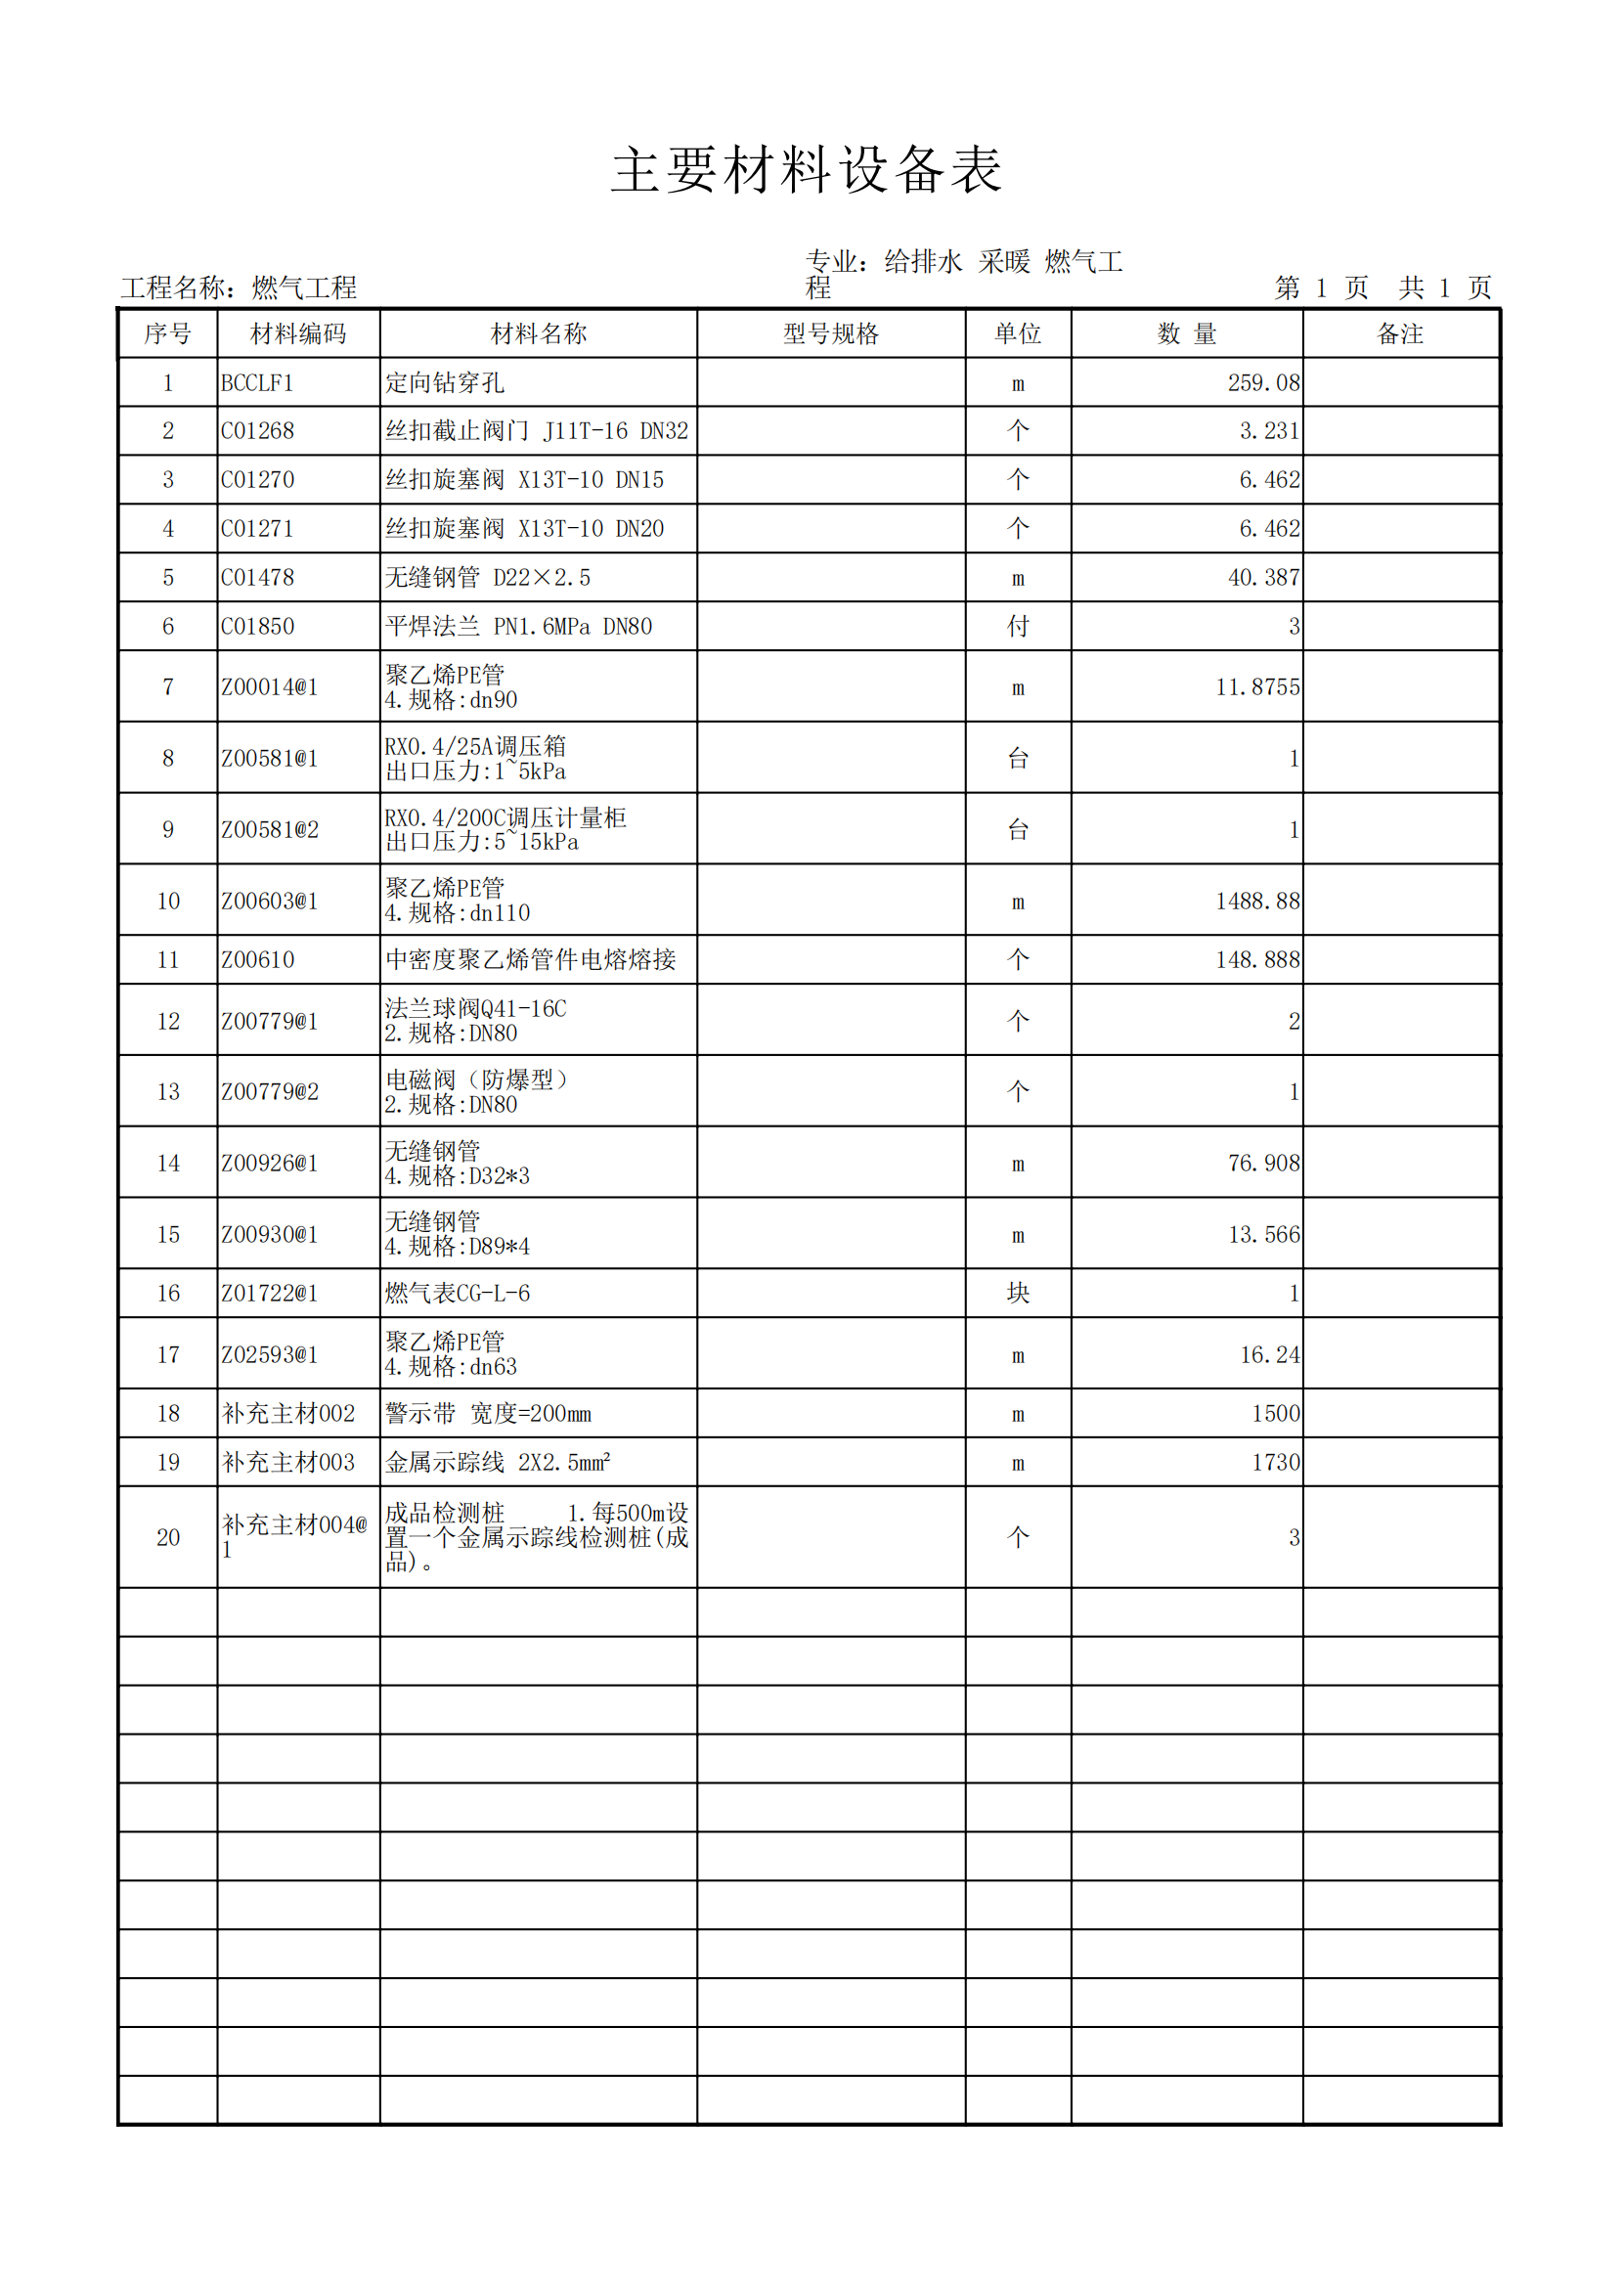 主要材料设备表
专业：给排水 采暖 燃气工
工程名称：燃气工程 程 第 1 页 共 1 页
序号 材料编码 材料名称 型号规格 单位 数 量 备注
1 BCCLF1 定向钻穿孔 m 259.08
2 C01268 丝扣截止阀门 J11T-16 DN32 个 3.231
3 C01270 丝扣旋塞阀 X13T-10 DN15 个 6.462
4 C01271 丝扣旋塞阀 X13T-10 DN20 个 6.462
5 C01478 无缝钢管 D22×2.5 m 40.387
6 C01850 平焊法兰 PN1.6MPa DN80 付 3
7 Z00014@1 聚乙烯PE管
4.规格:dn90 m 11.8755
8 Z00581@1 RX0.4/25A调压箱
出口压力:1~5kPa 台 1
9 Z00581@2 RX0.4/200C调压计量柜
出口压力:5~15kPa 台 1
10 Z00603@1 聚乙烯PE管
4.规格:dn110 m 1488.88
11 Z00610 中密度聚乙烯管件电熔熔接 个 148.888
12 Z00779@1 法兰球阀Q41-16C
2.规格:DN80 个 2
13 Z00779@2 电磁阀（防爆型）
2.规格:DN80 个 1
14 Z00926@1 无缝钢管
4.规格:D32*3 m 76.908
15 Z00930@1 无缝钢管
4.规格:D89*4 m 13.566
16 Z01722@1 燃气表CG-L-6 块 1
17 Z02593@1 聚乙烯PE管
4.规格:dn63 m 16.24
18 补充主材002 警示带 宽度=200mm m 1500
19 补充主材003 金属示踪线 2X2.5mm² m 1730
20 补充主材004@
1 成品检测桩 1.每500m设
置一个金属示踪线检测桩(成
品)。 个 3